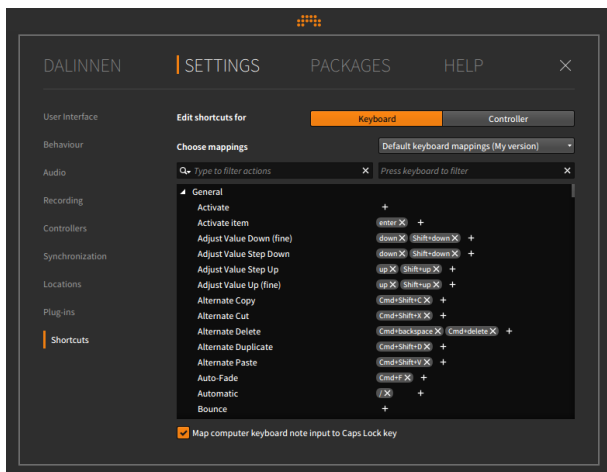 DALINNEN SETTINGS PACKAGES HELP
User Interface
Behaviour
Audio
Recording
Controllers
Synchronization
Locations
Plug-ins
Shortcuts
Edit shortcuts for Keyboard Controller
Choose mappings Default keyboard mappings (My version)
Type to filter actions Press keyboard to filter
General
Activate +
Activate item enter +
Adjust Value Down (fine) down Shift+down +
Adjust Value Step Down down Shift+down +
Adjust Value Step Up up Shift+up +
Adjust Value Up (fine) up Shift+up +
Alternate Copy Cmd+Shift+C +
Alternate Cut Cmd+Shift+X +
Alternate Delete Cmd+backspace Cmd+delete +
Alternate Duplicate Cmd+Shift+D +
Alternate Paste Cmd+Shift+V +
Auto-Fade Cmd+F +
Automatic / +
Bounce +
Map computer keyboard note input to Caps Lock key